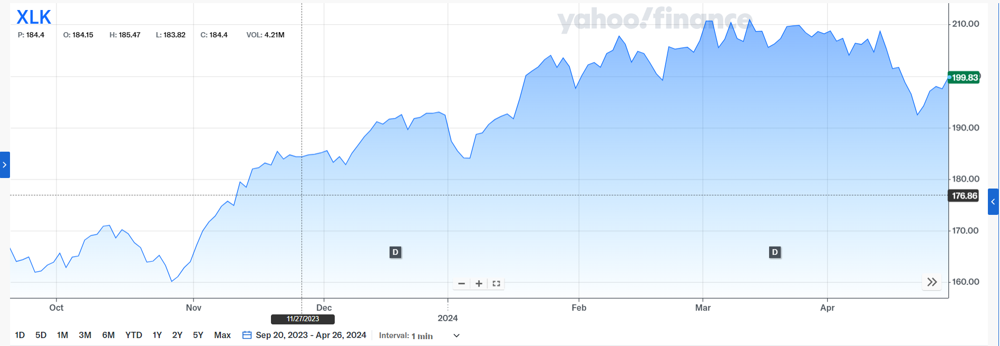 XLK
yahoo!finance
P: 184.4 O: 184.15 H: 185.47 L: 183.82 C: 184.4 VOL: 4.21M
210.00
199.83
190.00
180.00
176.86
170.00
D D
160.00
Oct Nov Dec Feb Mar Apr
11/27/2023 2024
1D 5D 1M 3M 6M YTD 1Y 2Y 5Y Max Sep 20, 2023 - Apr 26, 2024 Interval: 1 min